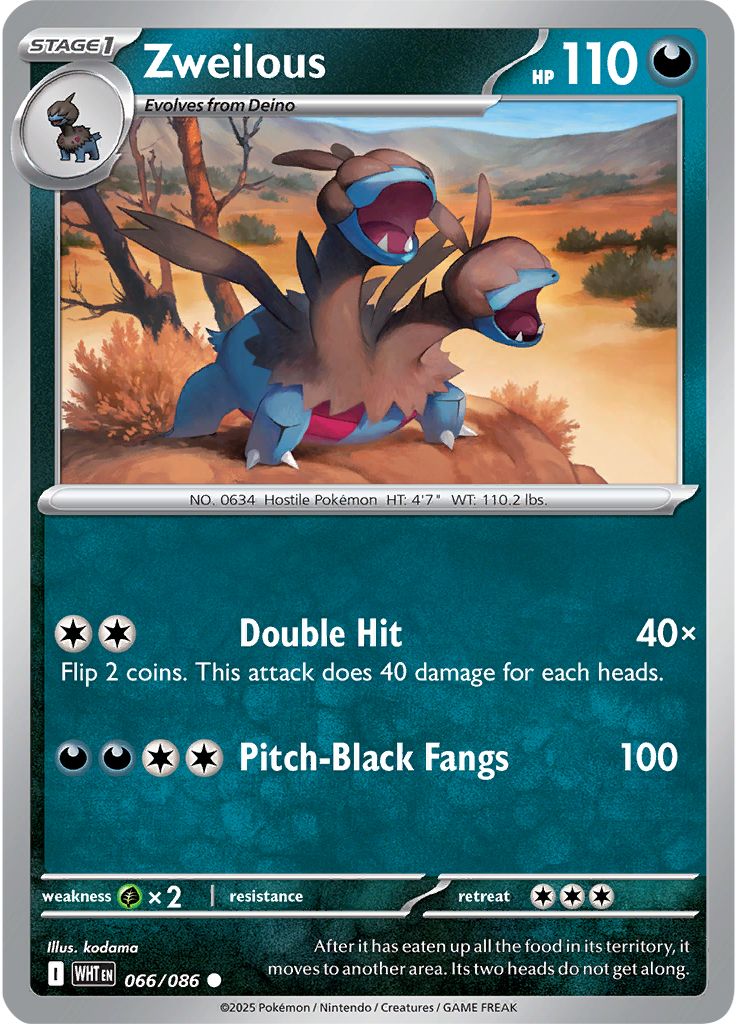 STAGE1
Zweilous
HP 110
Evolves from Deino
NO. 0634 Hostile Pokémon HT: 4'7" WT: 110.2 lbs.
Double Hit 40×
Flip 2 coins. This attack does 40 damage for each heads.
Pitch-Black Fangs 100
weakness ×2 resistance retreat
Illus. kodama
After it has eaten up all the food in its territory, it
moves to another area. Its two heads do not get along.
I WHT EN 066/086
©2025 Pokémon / Nintendo / Creatures / GAME FREAK